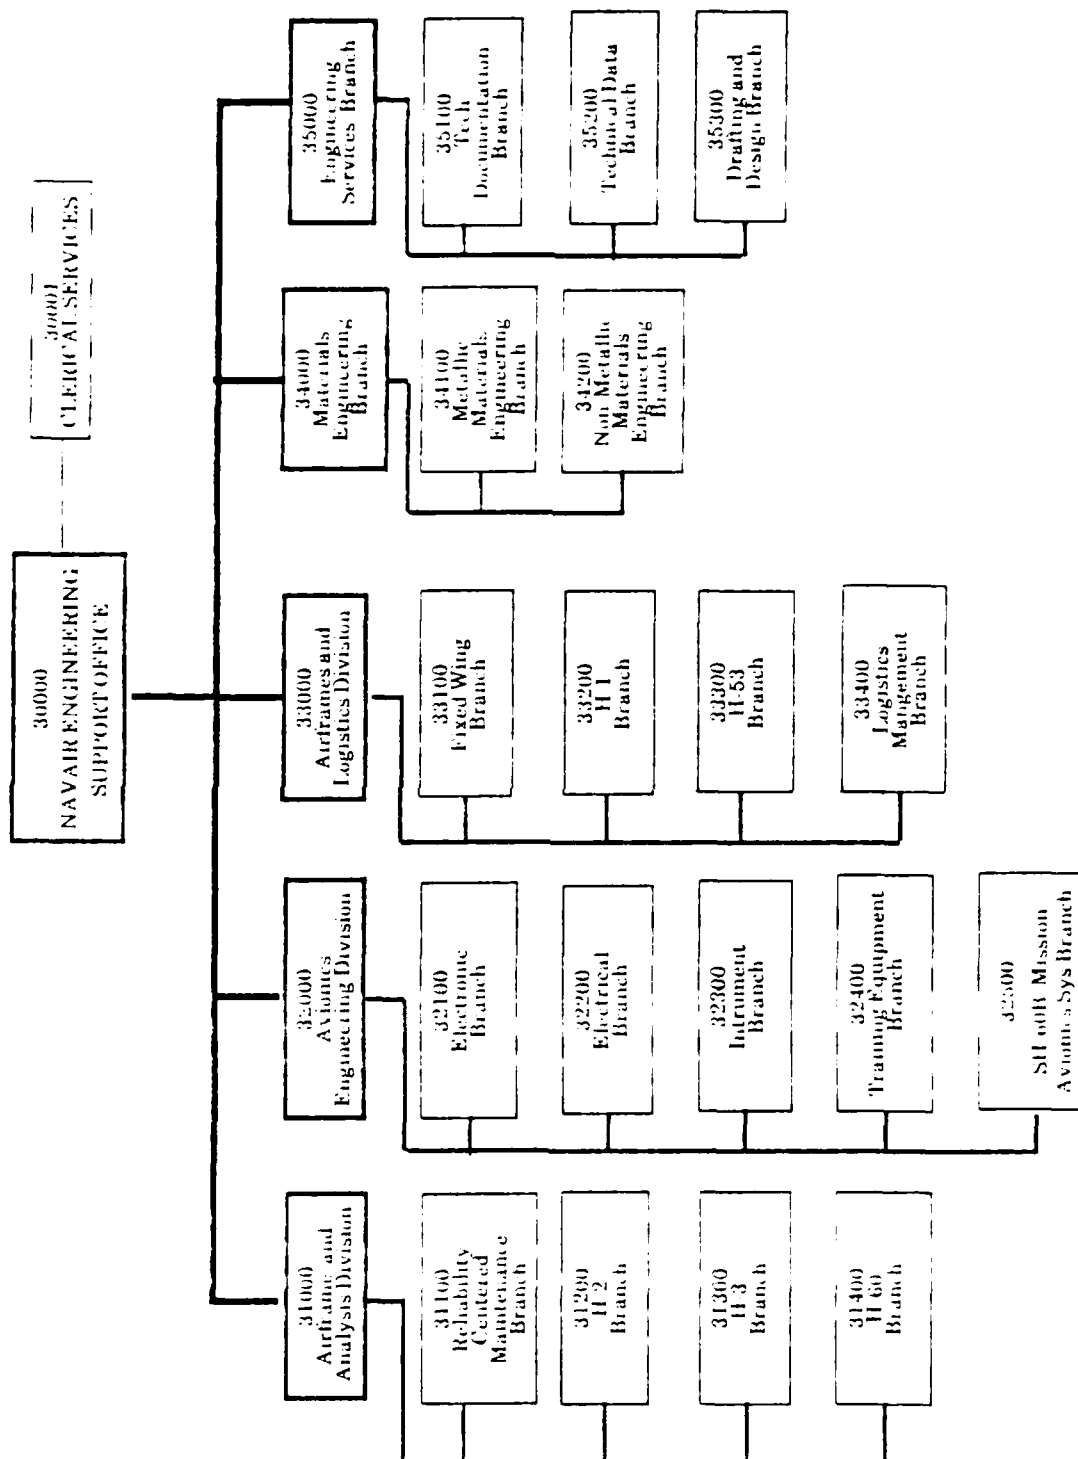 30000
NAVAIR ENGINEERING
SUPPORT OFFICE
30001
CLERICAL SERVICES
31000
Airframe and
Analysis Division
32000
Avionics
Engineering Division
33000
Airframes and
Logistics Division
34000
Materials
Engineering
Branch
35000
Engineering
Services Branch
31100
Reliability
Centered
Maintenance
Branch
31200
H-2
Branch
31300
H-3
Branch
31400
H-60
Branch
32100
Electronic
Branch
32200
Electrical
Branch
32300
Intrument
Branch
32400
Training Equipment
Branch
32500
SH-60B Mission
Avionics Sys Branch
33100
Fixed Wing
Branch
33200
H-1
Branch
33300
H-53
Branch
33400
Logistics
Mangement
Branch
34100
Metallic
Materials
Engineering
Branch
34200
Non Metallic
Materials
Engineering
Branch
35100
Tech
Documentation
Branch
35200
Technical Data
Branch
35300
Drafting and
Design Branch